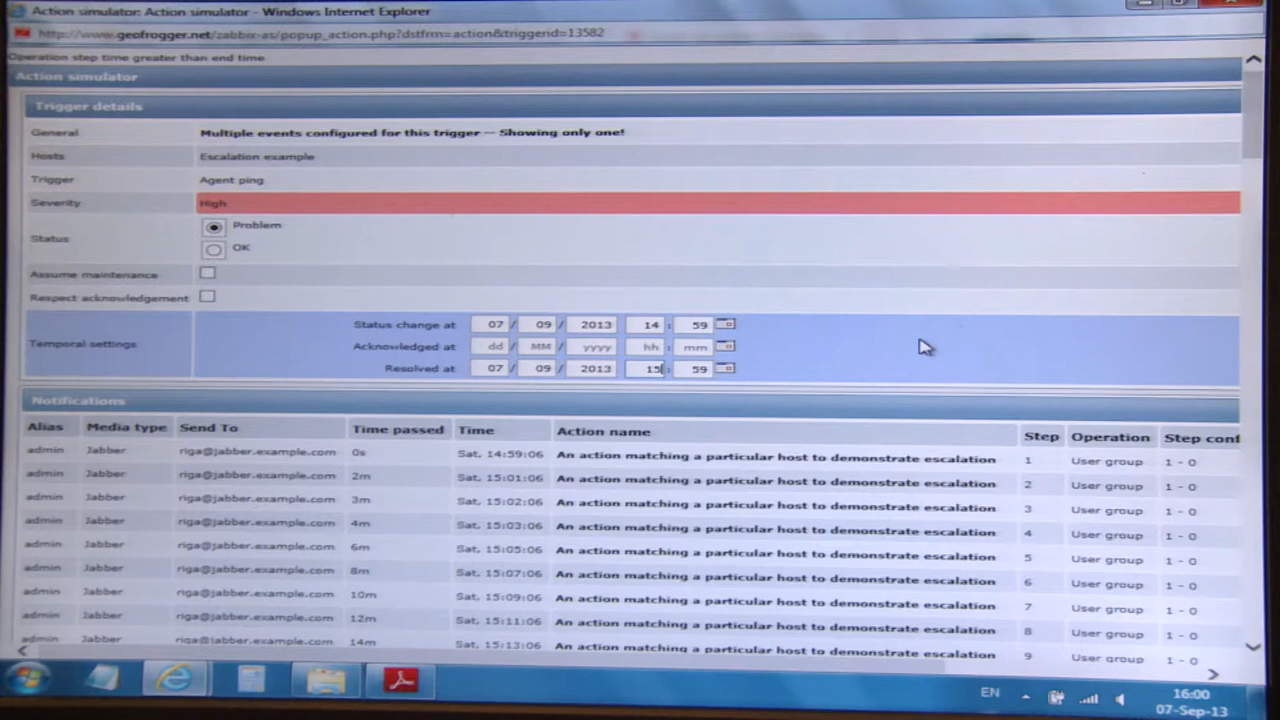 Action simulator: Action simulator - Windows Internet Explorer
http://www.geofrogger.net/zabbix-as/popup_action.php?dstfrm=action&triggerid=13582
Operation step time greater than end time
Action simulator
Trigger details
General Multiple events configured for this trigger -- Showing only one!
Hosts Escalation example
Trigger Agent ping
Severity High
Status Problem
OK
Assume maintenance
Respect acknowledgement
Temporal settings
Status change at 07 / 09 / 2013 14 : 59
Acknowledged at dd / MM / yyyy hh : mm
Resolved at 07 / 09 / 2013 15 : 59
Notifications
Alias Media type Send To Time passed Time Action name Step Operation Step conf
admin Jabber riga@jabber.example.com 0s Sat, 14:59:06 An action matching a particular host to demonstrate escalation 1 User group 1 - 0
admin Jabber riga@jabber.example.com 2m Sat, 15:01:06 An action matching a particular host to demonstrate escalation 2 User group 1 - 0
admin Jabber riga@jabber.example.com 3m Sat, 15:02:06 An action matching a particular host to demonstrate escalation 3 User group 1 - 0
admin Jabber riga@jabber.example.com 4m Sat, 15:03:06 An action matching a particular host to demonstrate escalation 4 User group 1 - 0
admin Jabber riga@jabber.example.com 6m Sat, 15:05:06 An action matching a particular host to demonstrate escalation 5 User group 1 - 0
admin Jabber riga@jabber.example.com 8m Sat, 15:07:06 An action matching a particular host to demonstrate escalation 6 User group 1 - 0
admin Jabber riga@jabber.example.com 10m Sat, 15:09:06 An action matching a particular host to demonstrate escalation 7 User group 1 - 0
admin Jabber riga@jabber.example.com 12m Sat, 15:11:06 An action matching a particular host to demonstrate escalation 8 User group 1 - 0
admin Jabber riga@jabber.example.com 14m Sat, 15:13:06 An action matching a particular host to demonstrate escalation 9 User group 1 - 0
EN 16:00
07-Sep-13